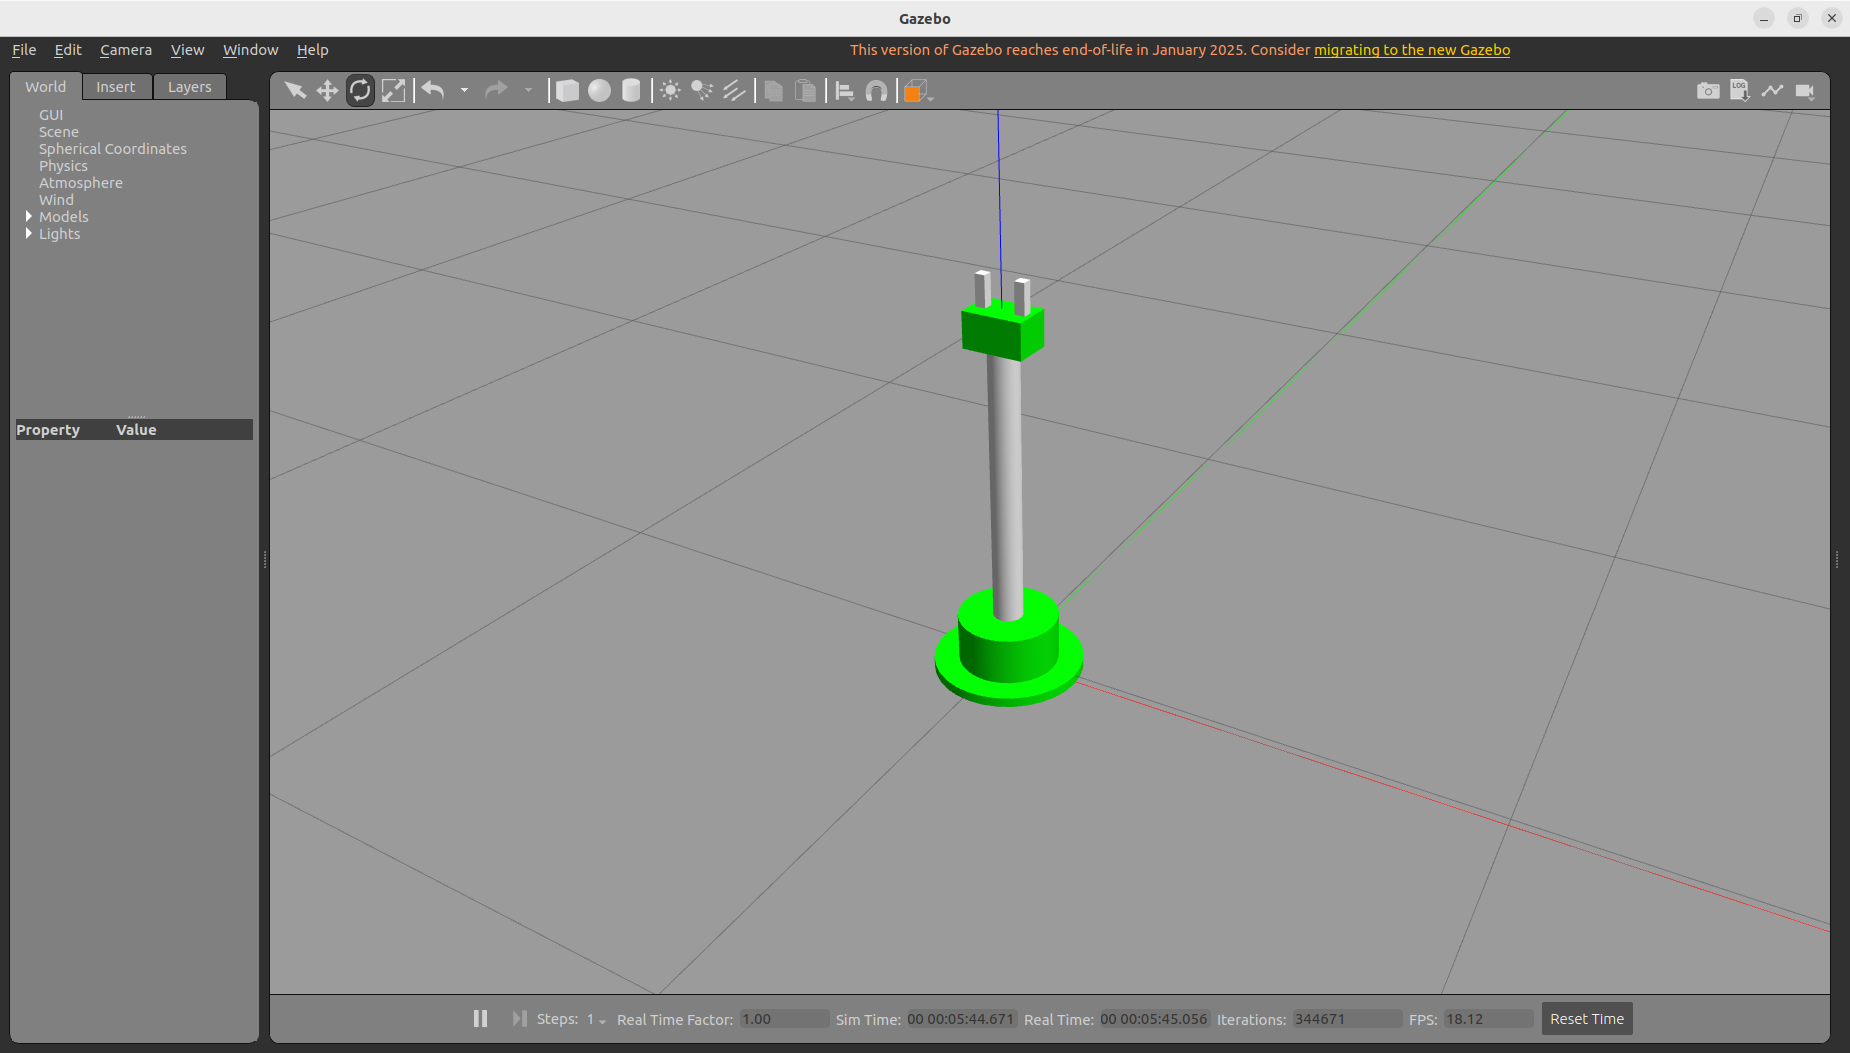 Gazebo
File Edit Camera View Window Help
This version of Gazebo reaches end-of-life in January 2025. Consider migrating to the new Gazebo
World Insert Layers
LOG
GUI
Scene
Spherical Coordinates
Physics
Atmosphere
Wind
Models
Lights
Property Value
Steps: 1 Real Time Factor: 1.00 Sim Time: 00 00:05:44.671 Real Time: 00 00:05:45.056 Iterations: 344671 FPS: 18.12 Reset Time